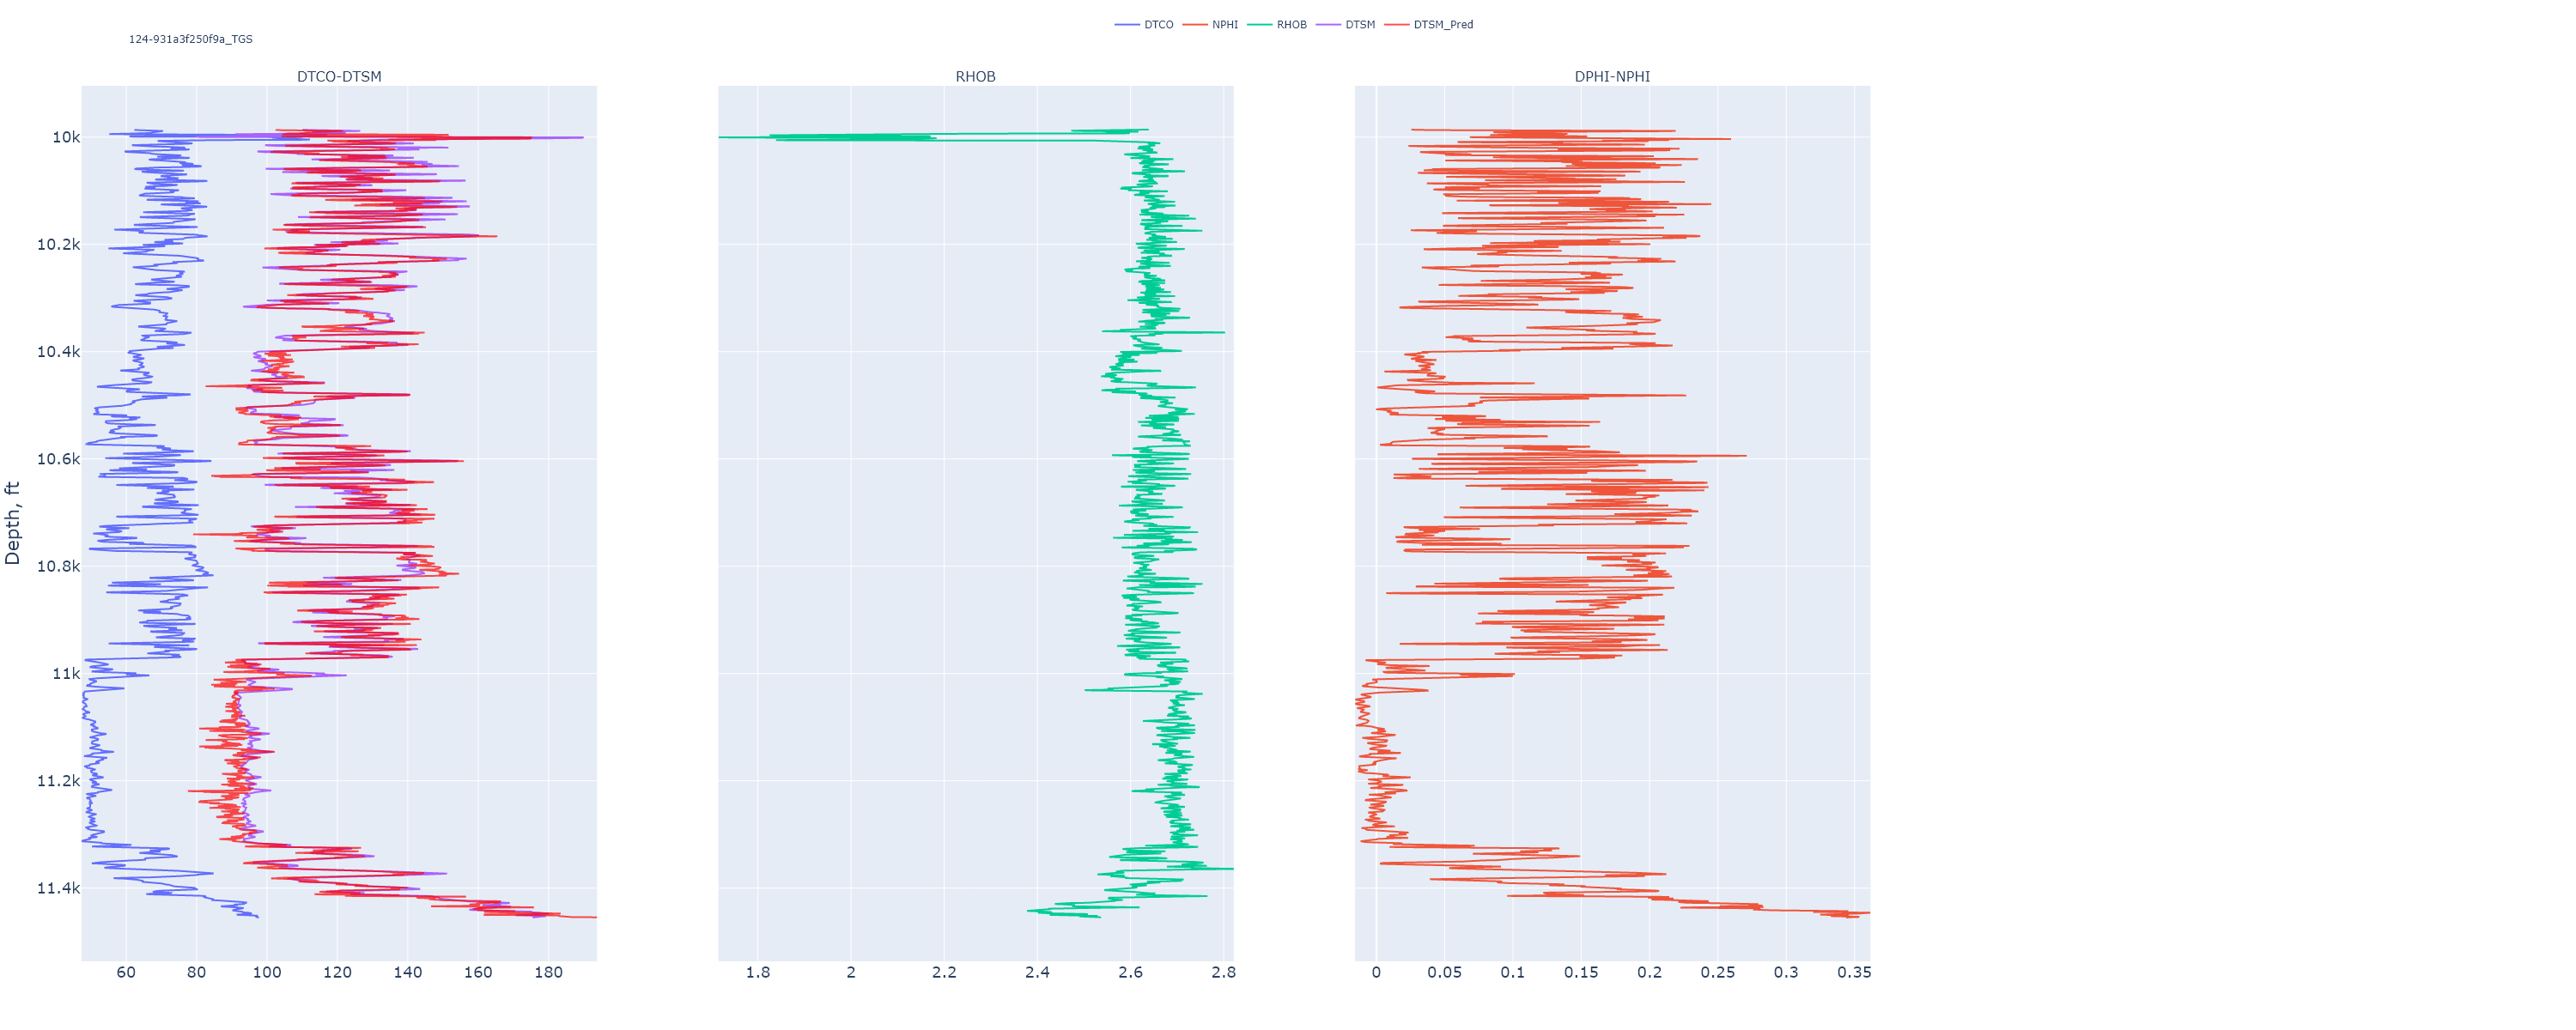 DTCO NPHI RHOB DTSM DTSM_Pred
124-931a3f250f9a_TGS
DTCO-DTSM
RHOB
DPHI-NPHI
Depth, ft
10k
10.2k
10.4k
10.6k
10.8k
11k
11.2k
11.4k
60 80 100 120 140 160 180
1.8 2 2.2 2.4 2.6 2.8
0 0.05 0.1 0.15 0.2 0.25 0.3 0.35